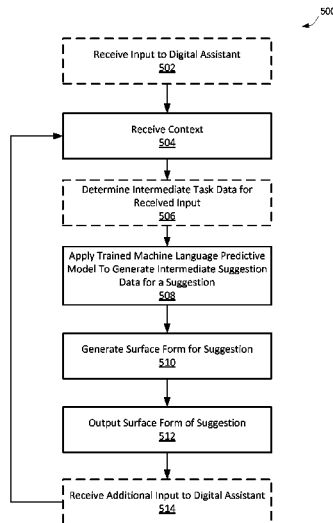 500
Receive Input to Digital Assistant
502
Receive Context
504
Determine Intermediate Task Data for
Received Input
506
Apply Trained Machine Language Predictive
Model To Generate Intermediate Suggestion
Data for a Suggestion
508
Generate Surface Form for Suggestion
510
Output Surface Form of Suggestion
512
Receive Additional Input to Digital Assistant
514